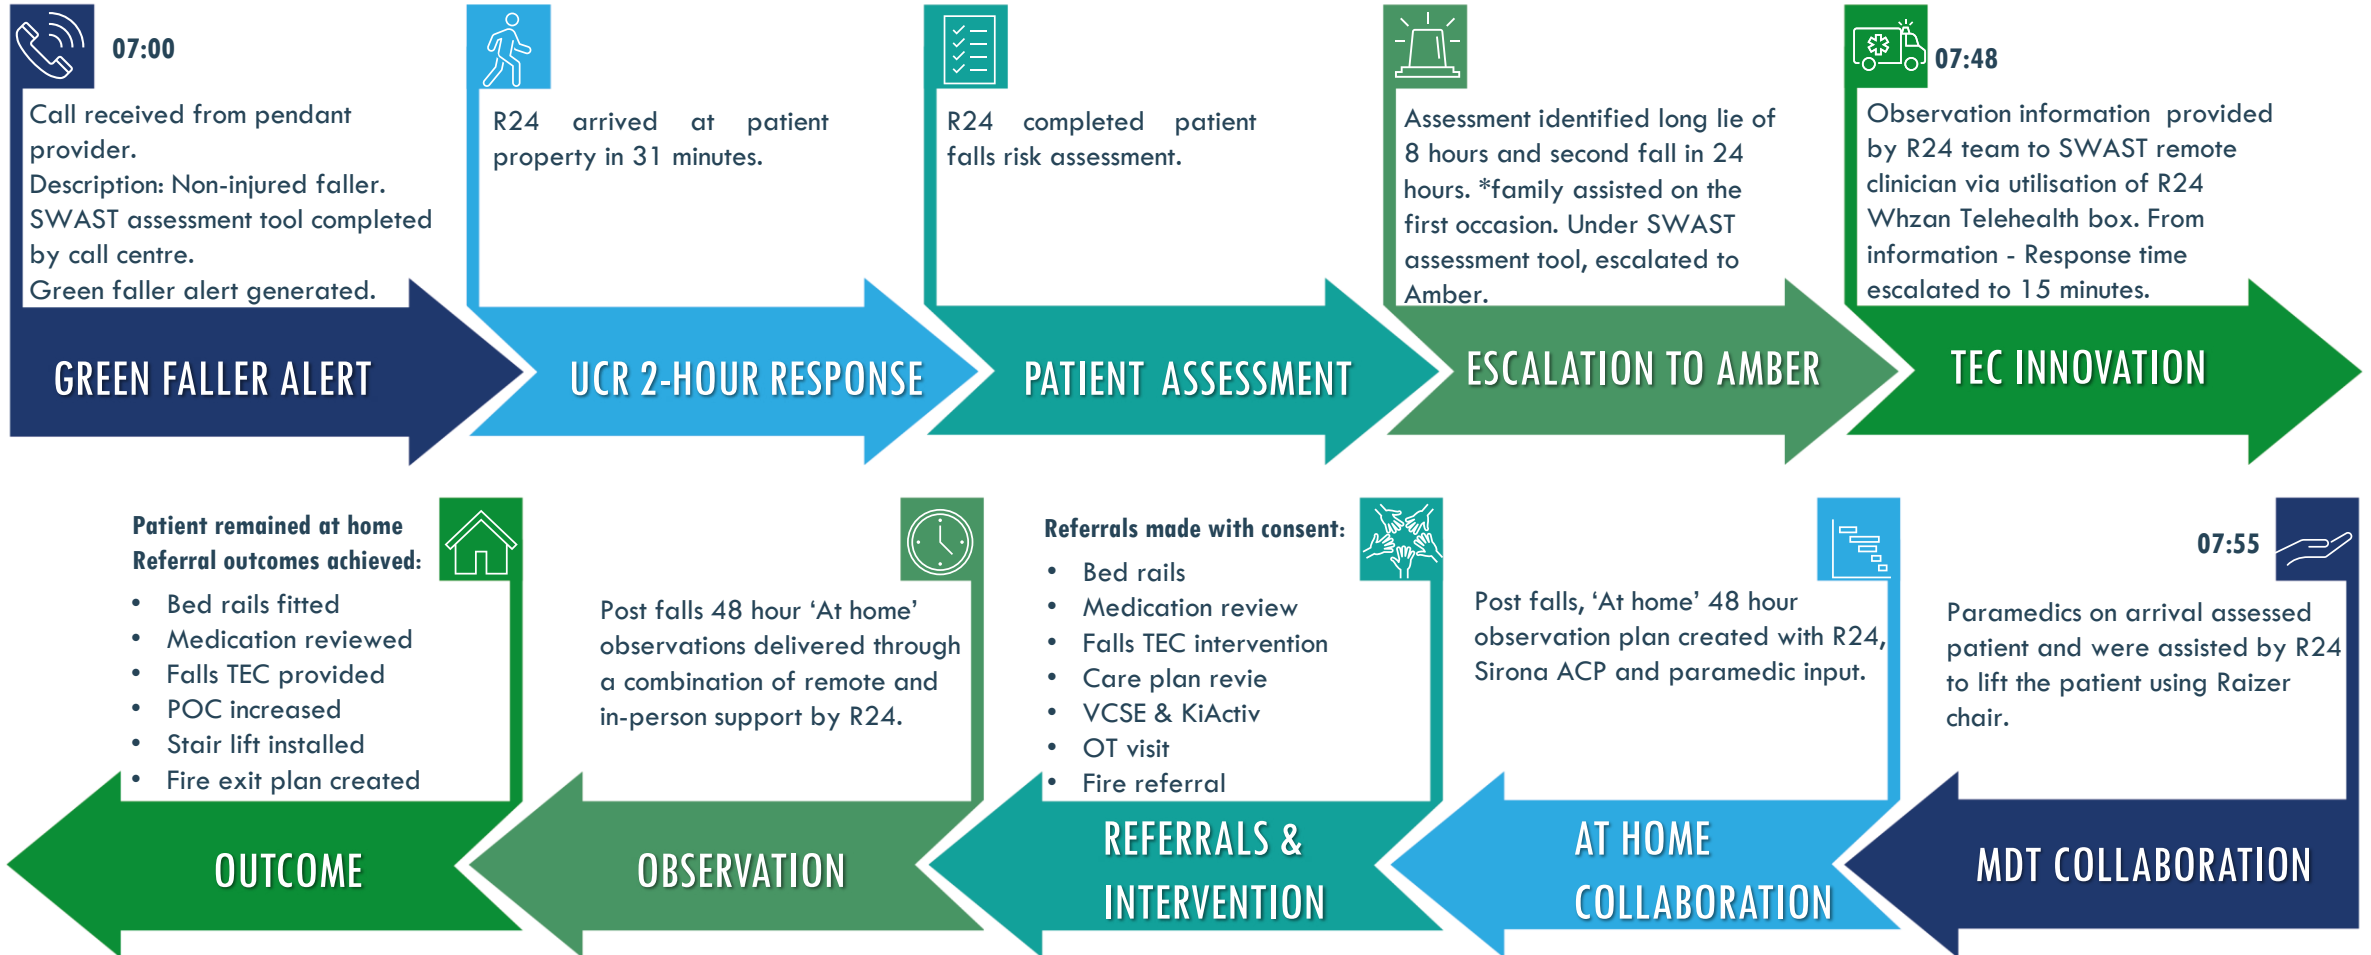 07:00
Call received from pendant
provider.
Description: Non-injured faller.
SWAST assessment tool completed
by call centre.
Green faller alert generated.
GREEN FALLER ALERT
R24 arrived at patient
property in 31 minutes.
UCR 2-HOUR RESPONSE
R24 completed patient
falls risk assessment.
PATIENT ASSESSMENT
Assessment identified long lie of
8 hours and second fall in 24
hours. *family assisted on the
first occasion. Under SWAST
assessment tool, escalated to
Amber.
ESCALATION TO AMBER
07:48
Observation information provided
by R24 team to SWAST remote
clinician via utilisation of R24
Whzan Telehealth box. From
information - Response time
escalated to 15 minutes.
TEC INNOVATION
07:55
Paramedics on arrival assessed
patient and were assisted by R24
to lift the patient using Raizer
chair.
MDT COLLABORATION
Post falls, ‘At home’ 48 hour
observation plan created with R24,
Sirona ACP and paramedic input.
AT HOME
COLLABORATION
Referrals made with consent:
• Bed rails
• Medication review
• Falls TEC intervention
• Care plan revie
• VCSE & KiActiv
• OT visit
• Fire referral
REFERRALS &
INTERVENTION
Post falls 48 hour ‘At home’
observations delivered through
a combination of remote and
in-person support by R24.
OBSERVATION
Patient remained at home
Referral outcomes achieved:
• Bed rails fitted
• Medication reviewed
• Falls TEC provided
• POC increased
• Stair lift installed
• Fire exit plan created
OUTCOME